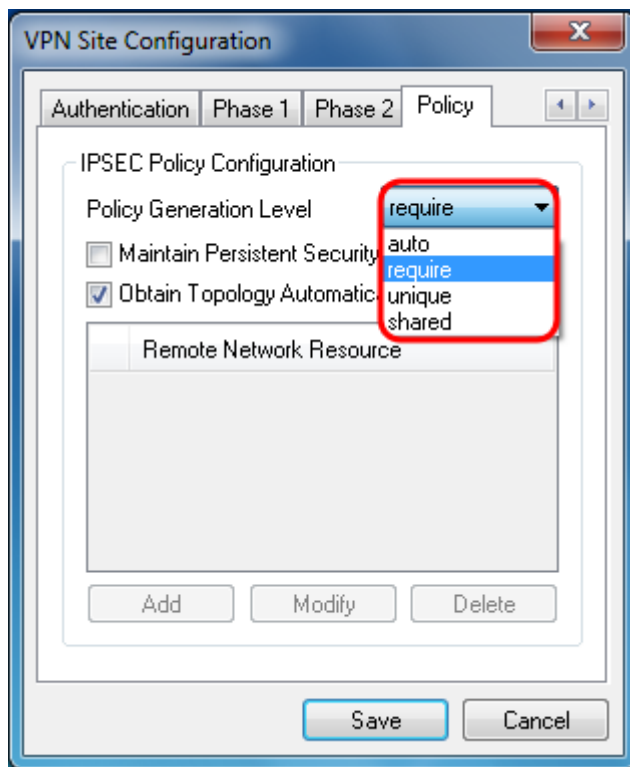 VPN Site Configuration
Authentication Phase 1 Phase 2 Policy
IPSEC Policy Configuration
Policy Generation Level require
auto
require
unique
shared
Maintain Persistent Security
Obtain Topology
Remote Network Resource
Add Modify Delete
Save Cancel